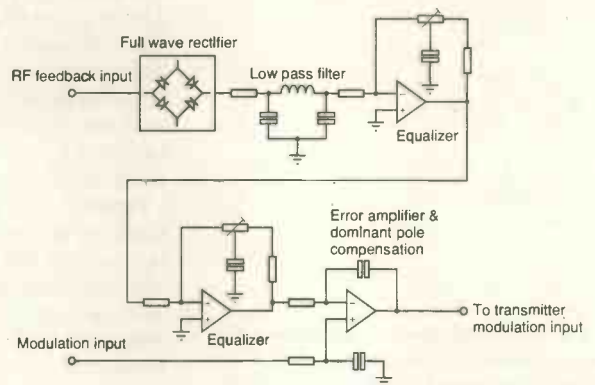 Full wave rectifier
RF feedback input
Low pass filter
Equalizer
Error amplifier &
dominant pole
compensation
To transmitter
modulation input
Equalizer
Modulation input